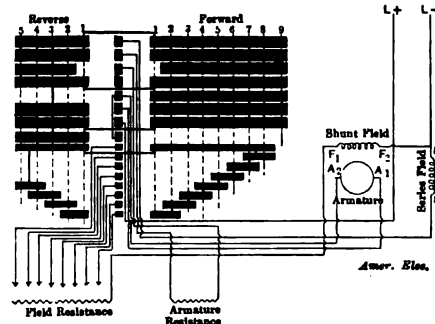 Reverse Forward L+ L-
5 4 3 2 1 1 2 3 4 5 6 7 8 9
Shunt Field
F1 F2
A2 A1
Armature
Series Field
Amer. Elec.
Field Resistance
Armature
Resistance